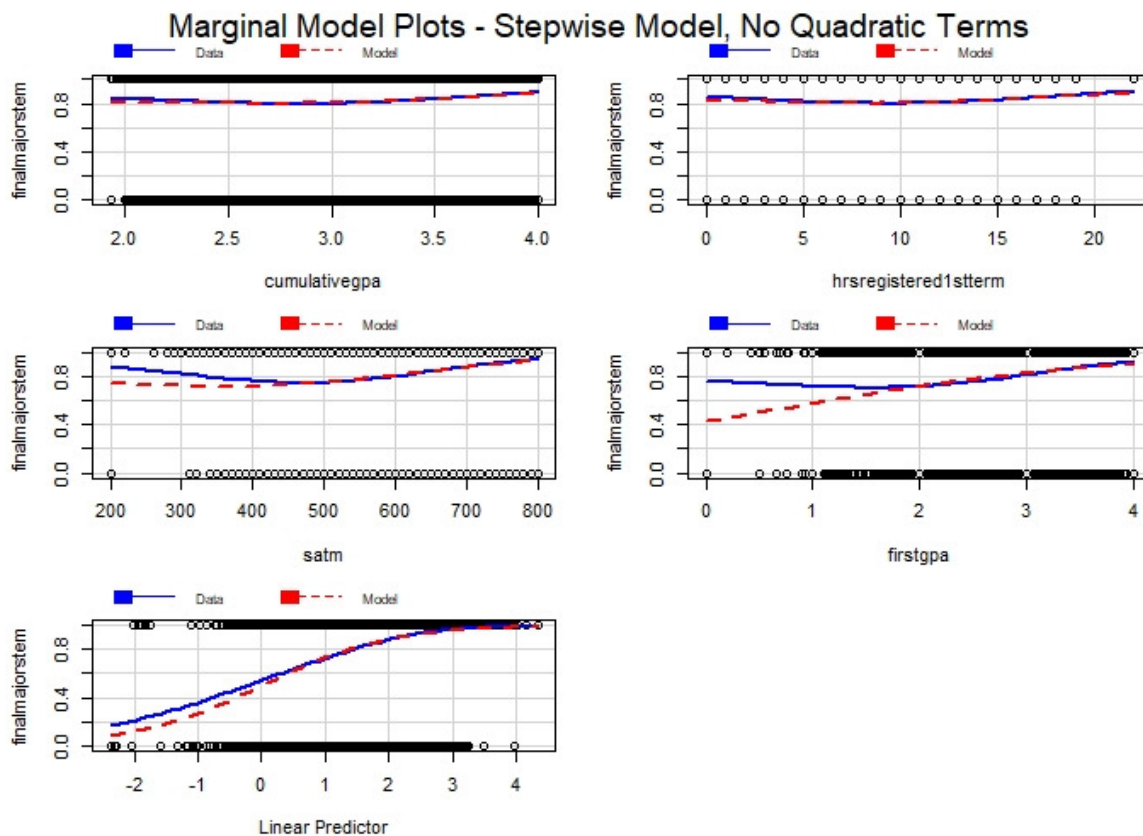 Marginal Model Plots - Stepwise Model, No Quadratic Terms
Data Model
finalmajorstem
0.0 0.4 0.8
2.0 2.5 3.0 3.5 4.0
cumulativegpa
Data Model
finalmajorstem
0.0 0.4 0.8
0 5 10 15 20
hrsregistered1stterm
Data Model
finalmajorstem
0.0 0.4 0.8
200 300 400 500 600 700 800
satm
Data Model
finalmajorstem
0.0 0.4 0.8
0 1 2 3 4
firstgpa
Data Model
finalmajorstem
0.0 0.4 0.8
-2 -1 0 1 2 3 4
Linear Predictor